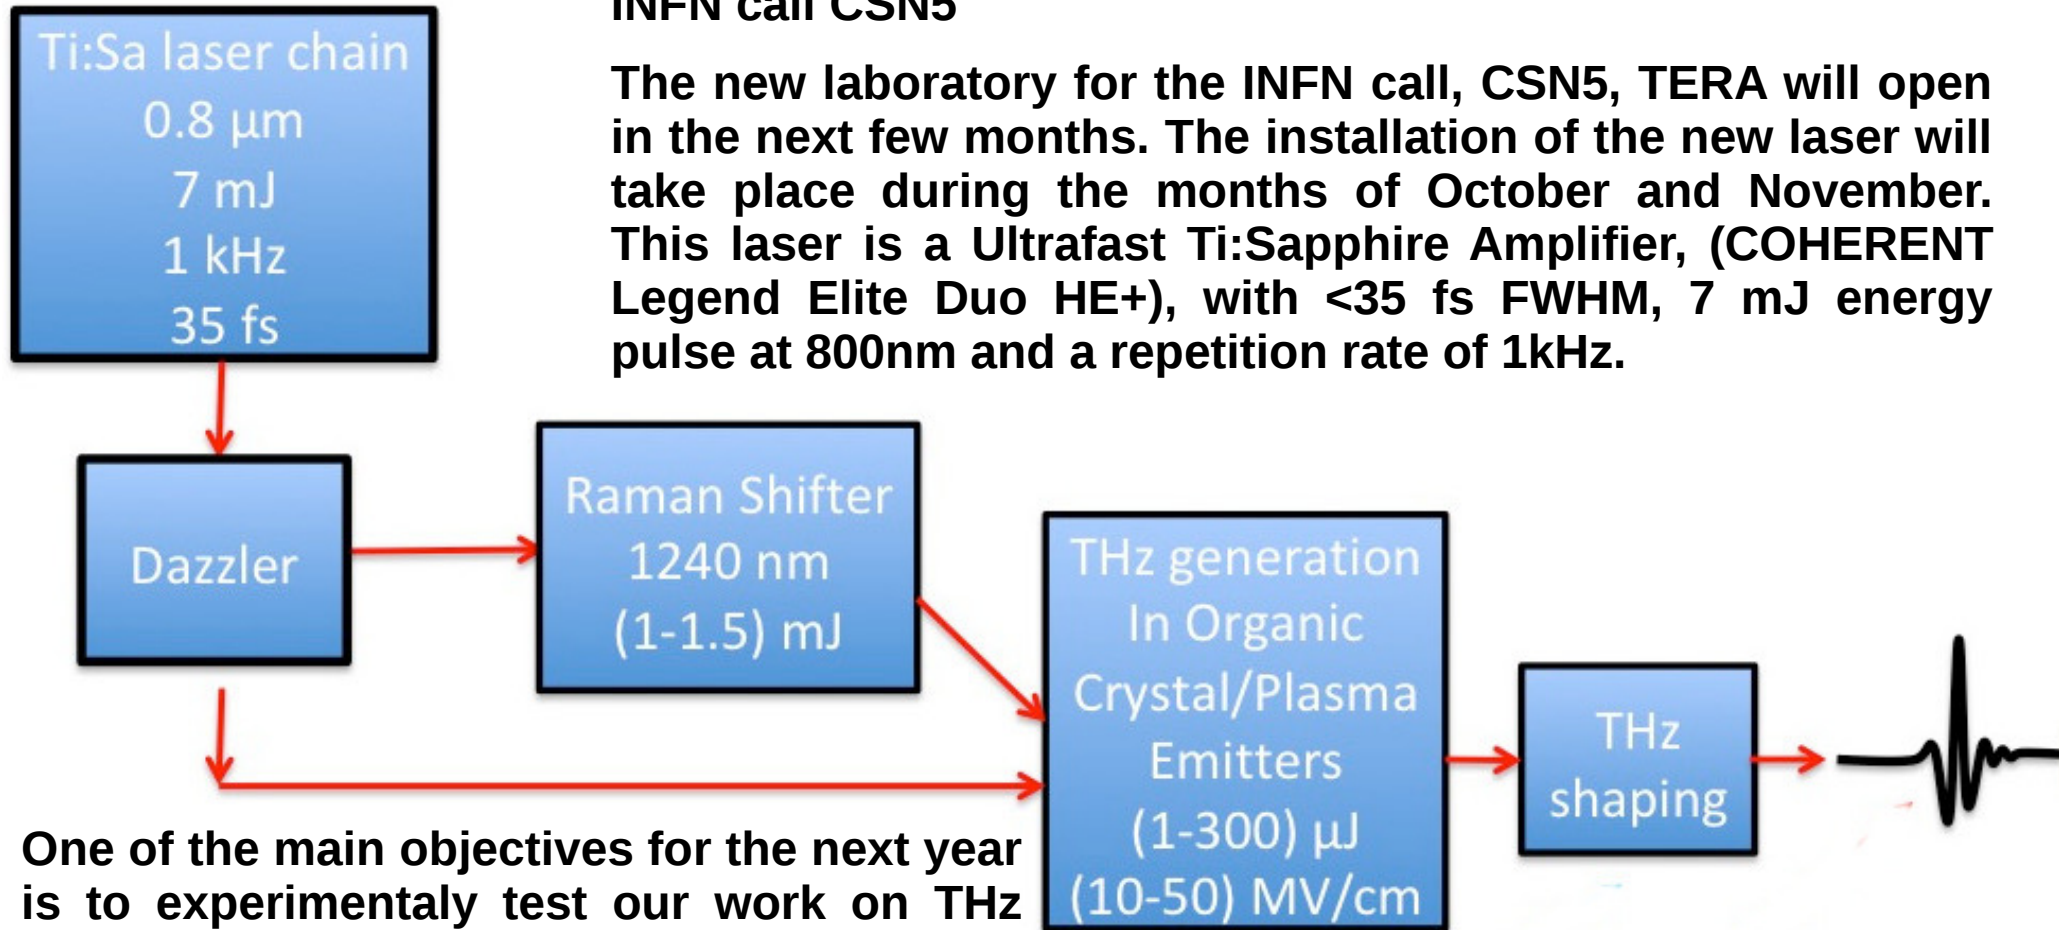 INFN call CSN5
Ti:Sa laser chain
0.8 µm
7 mJ
1 kHz
35 fs
The new laboratory for the INFN call, CSN5, TERA will open
in the next few months. The installation of the new laser will
take place during the months of October and November.
This laser is a Ultrafast Ti:Sapphire Amplifier, (COHERENT
Legend Elite Duo HE+), with <35 fs FWHM, 7 mJ energy
pulse at 800nm and a repetition rate of 1kHz.
Dazzler
Raman Shifter
1240 nm
(1-1.5) mJ
THz generation
In Organic
Crystal/Plasma
Emitters
(1-300) µJ
(10-50) MV/cm
THz
shaping
One of the main objectives for the next year
is to experimentaly test our work on THz